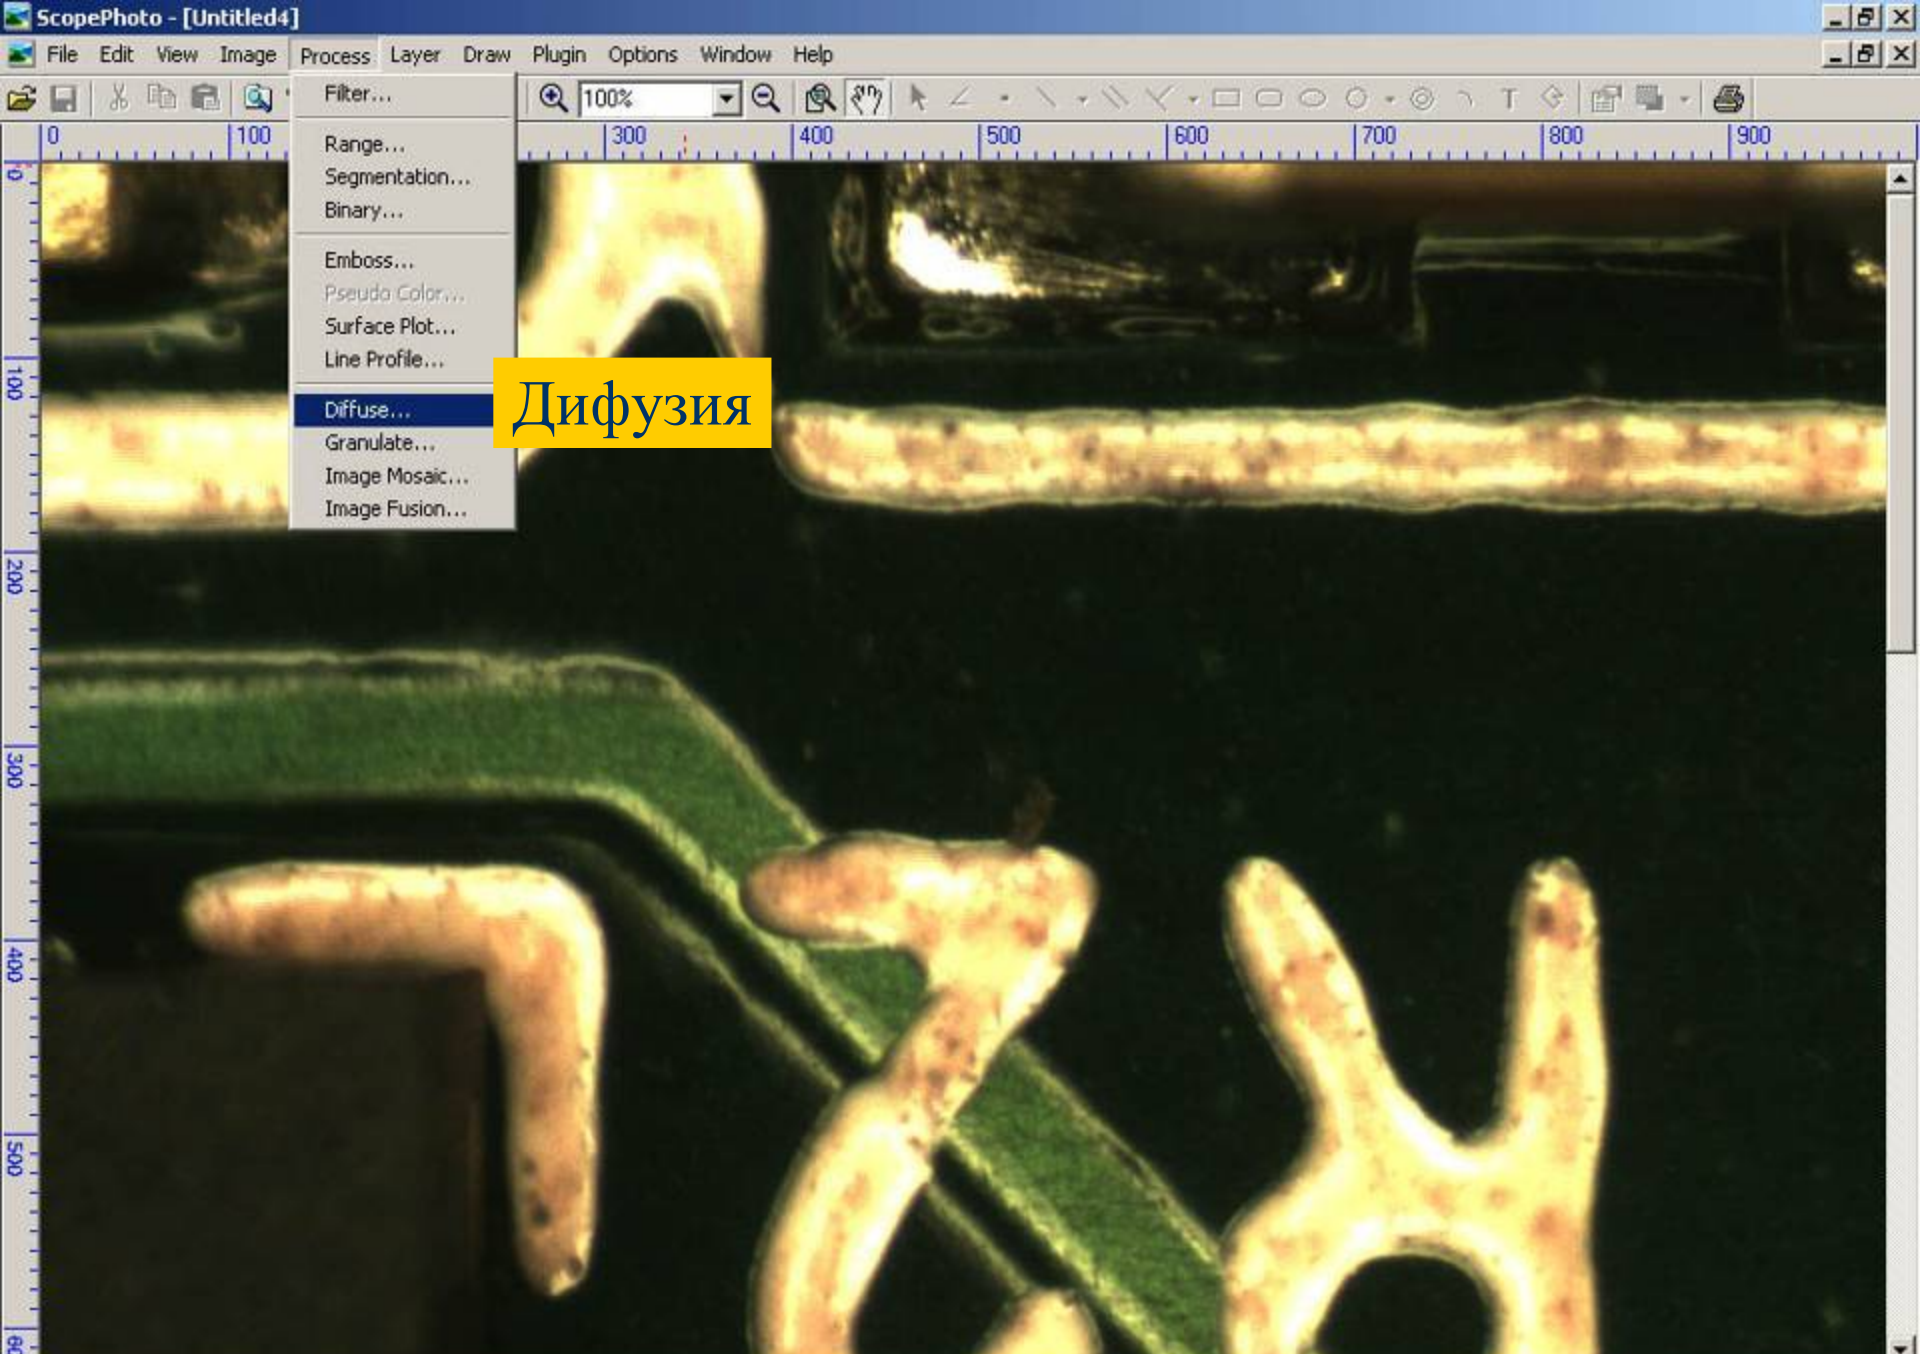 ScopePhoto - [Untitled4]
File Edit View Image Process Layer Draw Plugin Options Window Help
100%
0 100 300 400 500 600 700 800 900
Filter...
Range...
Segmentation...
Binary...
Emboss...
Pseudo Color...
Surface Plot...
Line Profile...
Diffuse...
Дифузия
Granulate...
Image Mosaic...
Image Fusion...
0
100
200
300
400
500